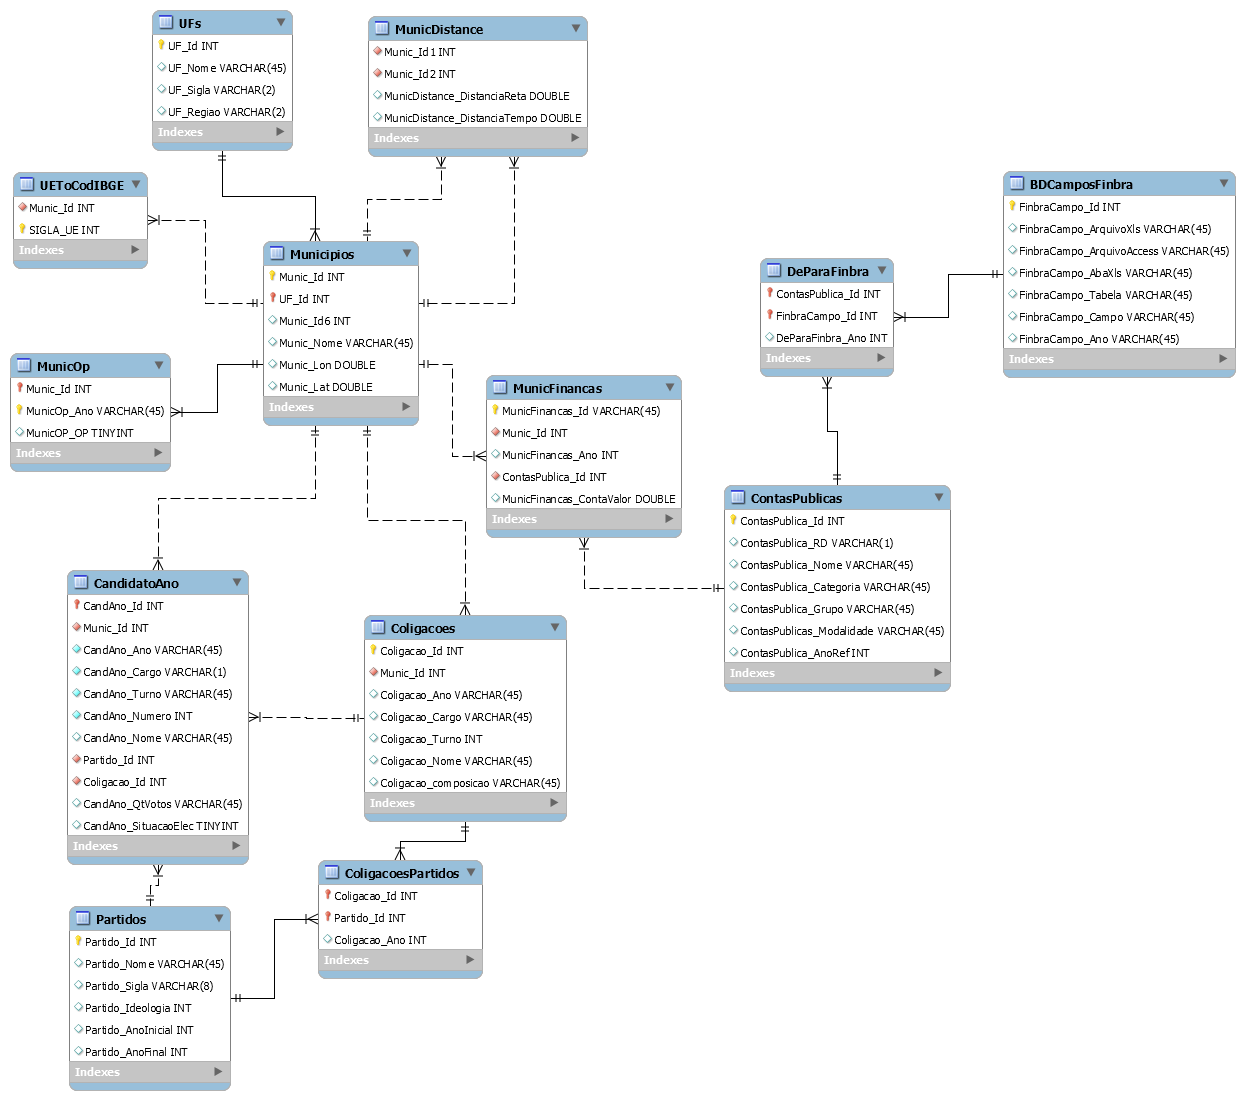 UFs
UF_Id INT
UF_Nome VARCHAR(45)
UF_Sigla VARCHAR(2)
UF_Regiao VARCHAR(2)
Indexes
MunicDistance
Munic_Id1 INT
Munic_Id2 INT
MunicDistance_DistanciaReta DOUBLE
MunicDistance_DistanciaTempo DOUBLE
Indexes
UEToCodIBGE
Munic_Id INT
SIGLA_UE INT
Indexes
Municipios
Munic_Id INT
UF_Id INT
Munic_Id6 INT
Munic_Nome VARCHAR(45)
Munic_Lon DOUBLE
Munic_Lat DOUBLE
Indexes
BDCamposFinbra
FinbraCampo_Id INT
FinbraCampo_ArquivoXls VARCHAR(45)
FinbraCampo_ArquivoAccess VARCHAR(45)
FinbraCampo_AbaXls VARCHAR(45)
FinbraCampo_Tabela VARCHAR(45)
FinbraCampo_Campo VARCHAR(45)
FinbraCampo_Ano VARCHAR(45)
Indexes
DeParaFinbra
ContasPublica_Id INT
FinbraCampo_Id INT
DeParaFinbra_Ano INT
Indexes
MunicOp
Munic_Id INT
MunicOp_Ano VARCHAR(45)
MunicOP_OP TINYINT
Indexes
MunicFinancas
MunicFinancas_Id VARCHAR(45)
Munic_Id INT
MunicFinancas_Ano INT
ContasPublica_Id INT
MunicFinancas_ContaValor DOUBLE
Indexes
ContasPublicas
ContasPublica_Id INT
ContasPublica_RD VARCHAR(1)
ContasPublica_Nome VARCHAR(45)
ContasPublica_Categoria VARCHAR(45)
ContasPublica_Grupo VARCHAR(45)
ContasPublicas_Modalidade VARCHAR(45)
ContasPublica_AnoRef INT
Indexes
CandidatoAno
CandAno_Id INT
Munic_Id INT
CandAno_Ano VARCHAR(45)
CandAno_Cargo VARCHAR(1)
CandAno_Turno VARCHAR(45)
CandAno_Numero INT
CandAno_Nome VARCHAR(45)
Partido_Id INT
Coligacao_Id INT
CandAno_QtVotos VARCHAR(45)
CandAno_SituacaoElec TINYINT
Indexes
Coligacoes
Coligacao_Id INT
Munic_Id INT
Coligacao_Ano VARCHAR(45)
Coligacao_Cargo VARCHAR(45)
Coligacao_Turno INT
Coligacao_Nome VARCHAR(45)
Coligacao_composicao VARCHAR(45)
Indexes
ColigacoesPartidos
Coligacao_Id INT
Partido_Id INT
Coligacao_Ano INT
Indexes
Partidos
Partido_Id INT
Partido_Nome VARCHAR(45)
Partido_Sigla VARCHAR(8)
Partido_Ideologia INT
Partido_AnoInicial INT
Partido_AnoFinal INT
Indexes